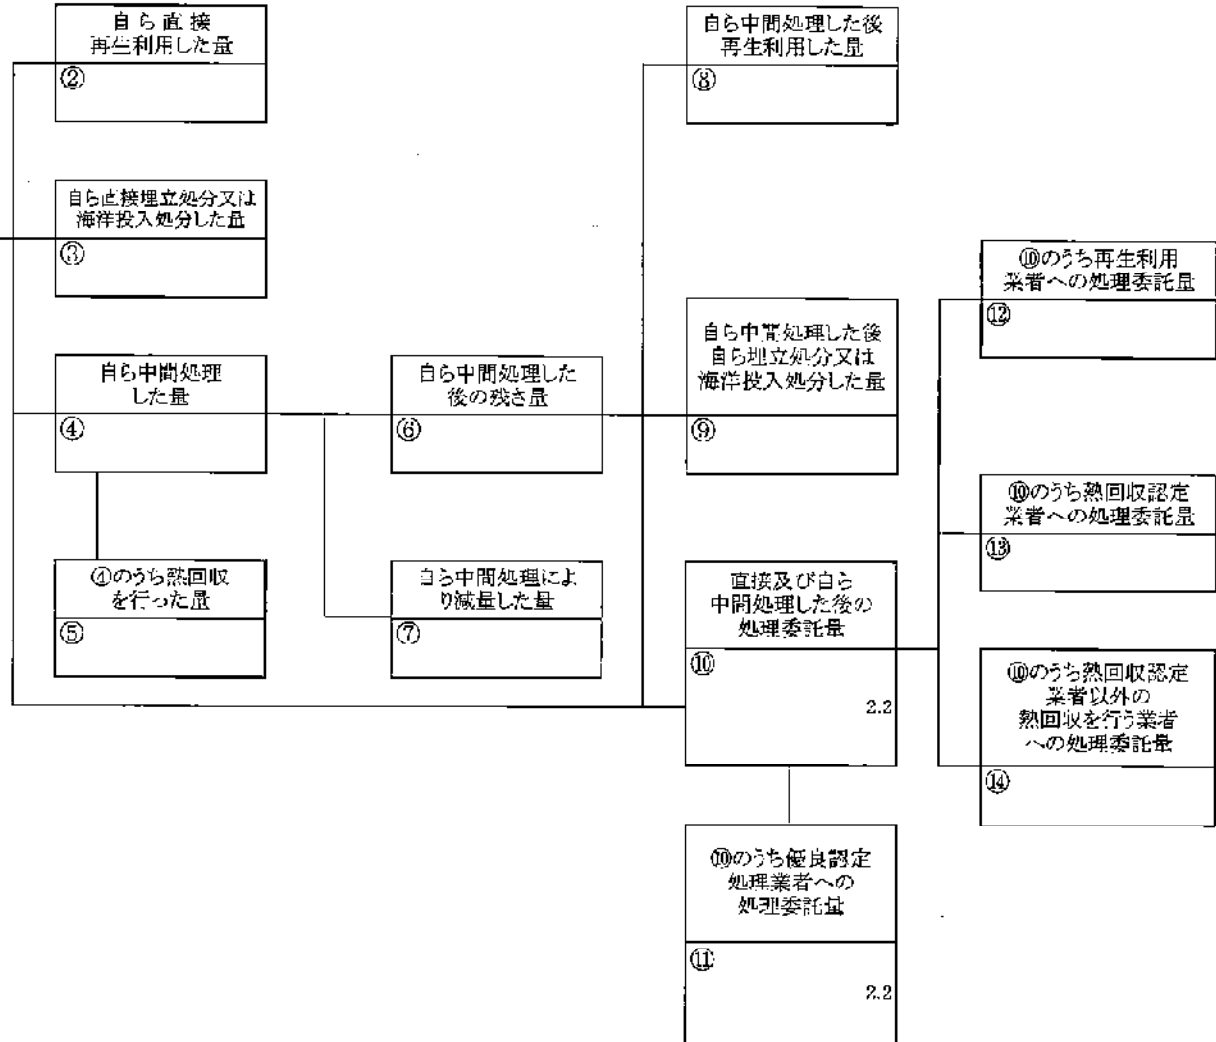 自ら直接
再生利用した量
②
自ら直接埋立処分又は
海洋投入処分した量
③
自ら中間処理
した量
④
④のうち熱回収
を行った量
⑤
自ら中間処理した
後の残さ量
⑥
自ら中間処理によ
り減量した量
⑦
自ら中間処理した後
再生利用した量
⑧
自ら中間処理した後
自ら埋立処分又は
海洋投入処分した量
⑨
直接及び自ら
中間処理した後の
処理委託量
⑩
2.2
⑩のうち優良認定
処理業者への
処理委託量
⑪
2.2
⑩のうち再生利用
業者への処理委託量
⑫
⑩のうち熱回収認定
業者への処理委託量
⑬
⑩のうち熱回収認定
業者以外の
熱回収を行う業者
への処理委託量
⑭